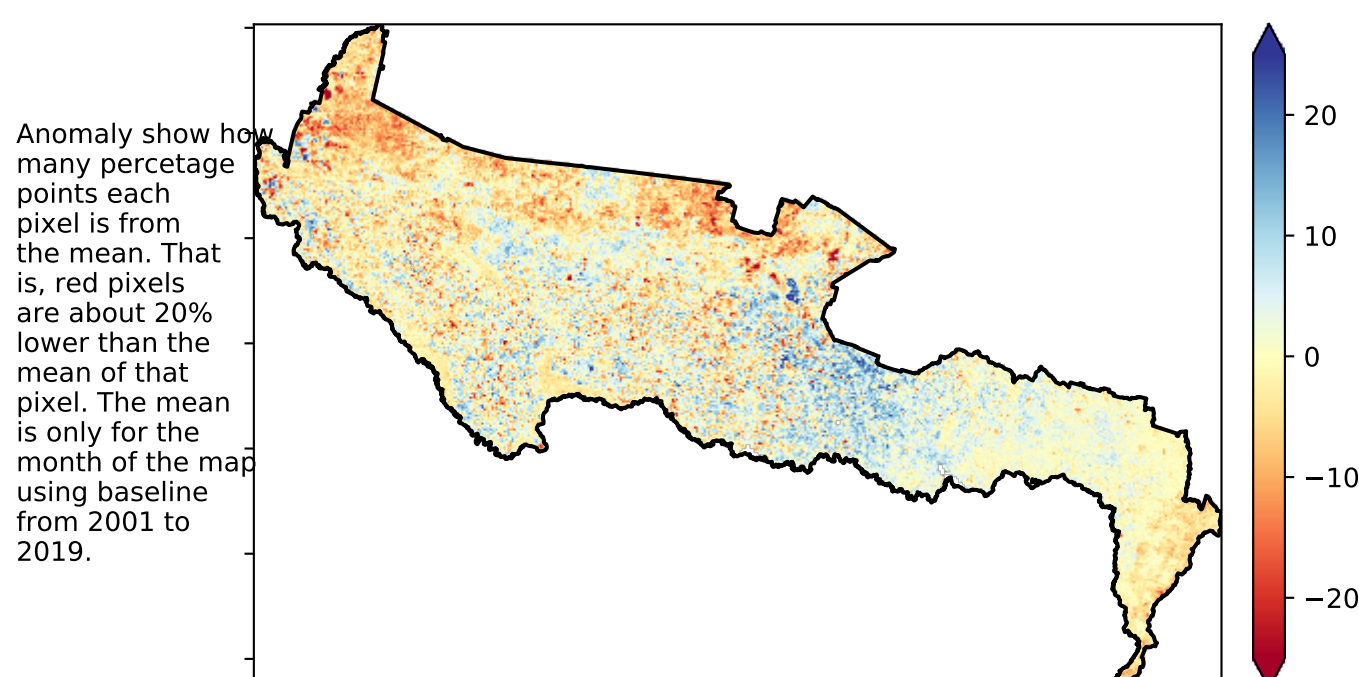 Anomaly show how
many percetage
points each
pixel is from
the mean. That
is, red pixels
are about 20%
lower than the
mean of that
pixel. The mean
is only for the
month of the map
using baseline
from 2001 to
2019.
20
10
0
−10
−20